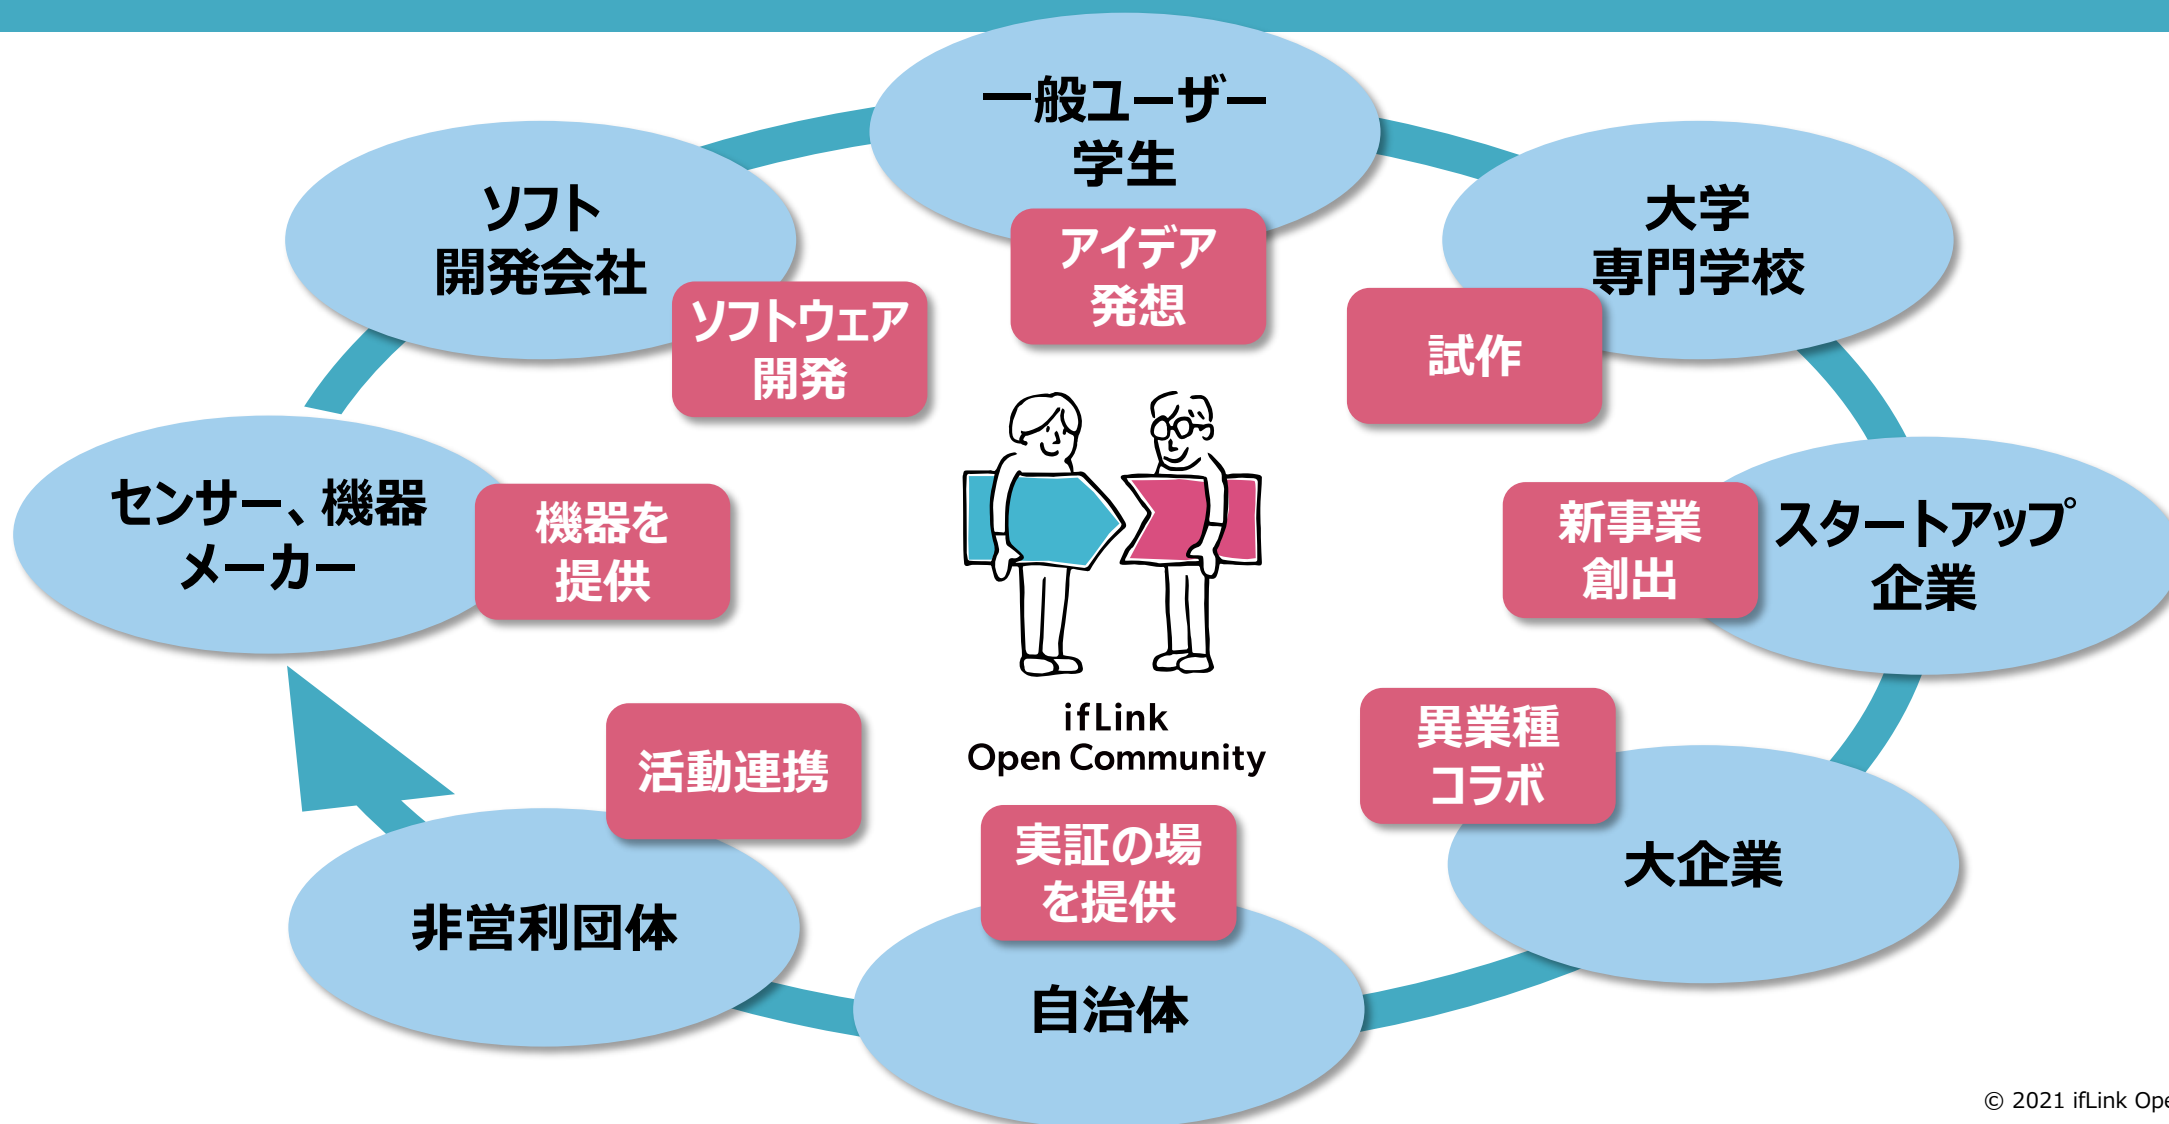 一般ユーザー
学生
アイデア
発想
大学
専門学校
試作
スタートアップ
企業
新事業
創出
大企業
異業種
コラボ
自治体
実証の場
を提供
非営利団体
活動連携
センサー、機器
メーカー
機器を
提供
ソフト
開発会社
ソフトウェア
開発
ifLink
Open Community
© 2021 ifLink Ope